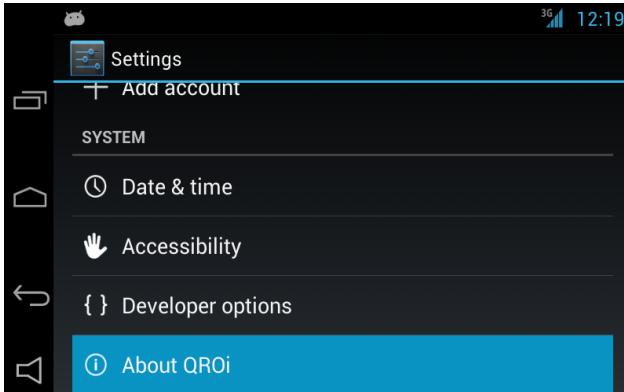 3G 12:19
Settings
Add account
SYSTEM
Date & time
Accessibility
{ } Developer options
About QROi